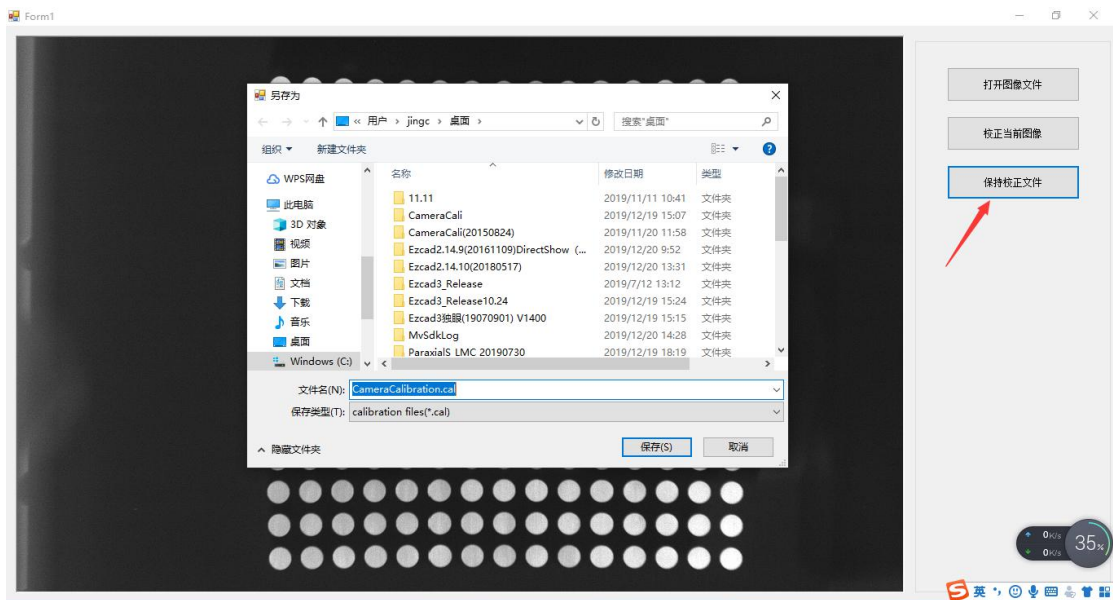 Form1
打开图像文件
校正当前图像
保持校正文件
另存为
« 用户 › jingc › 桌面 ›
搜索"桌面"
组织 新建文件夹
名称 修改日期 类型
WPS网盘
此电脑
3D 对象
视频
图片
文档
下载
音乐
桌面
Windows (C:)
11.11 2019/11/11 10:41 文件夹
CameraCali 2019/12/19 15:07 文件夹
CameraCali(20150824) 2019/11/20 11:58 文件夹
Ezcad2.14.9(20161109)DirectShow (... 2019/12/20 9:52 文件夹
Ezcad2.14.10(20180517) 2019/12/20 13:31 文件夹
Ezcad3_Release 2019/7/12 13:12 文件夹
Ezcad3_Release10.24 2019/12/19 15:24 文件夹
Ezcad3独眼(19070901) V1400 2019/12/19 15:15 文件夹
MvSdkLog 2019/12/20 14:28 文件夹
ParaxialS LMC 20190730 2019/12/19 18:19 文件夹
文件名(N): CameraCalibration.cal
保存类型(T): calibration files(*.cal)
隐藏文件夹 保存(S) 取消
0K/s
0K/s
35%
英